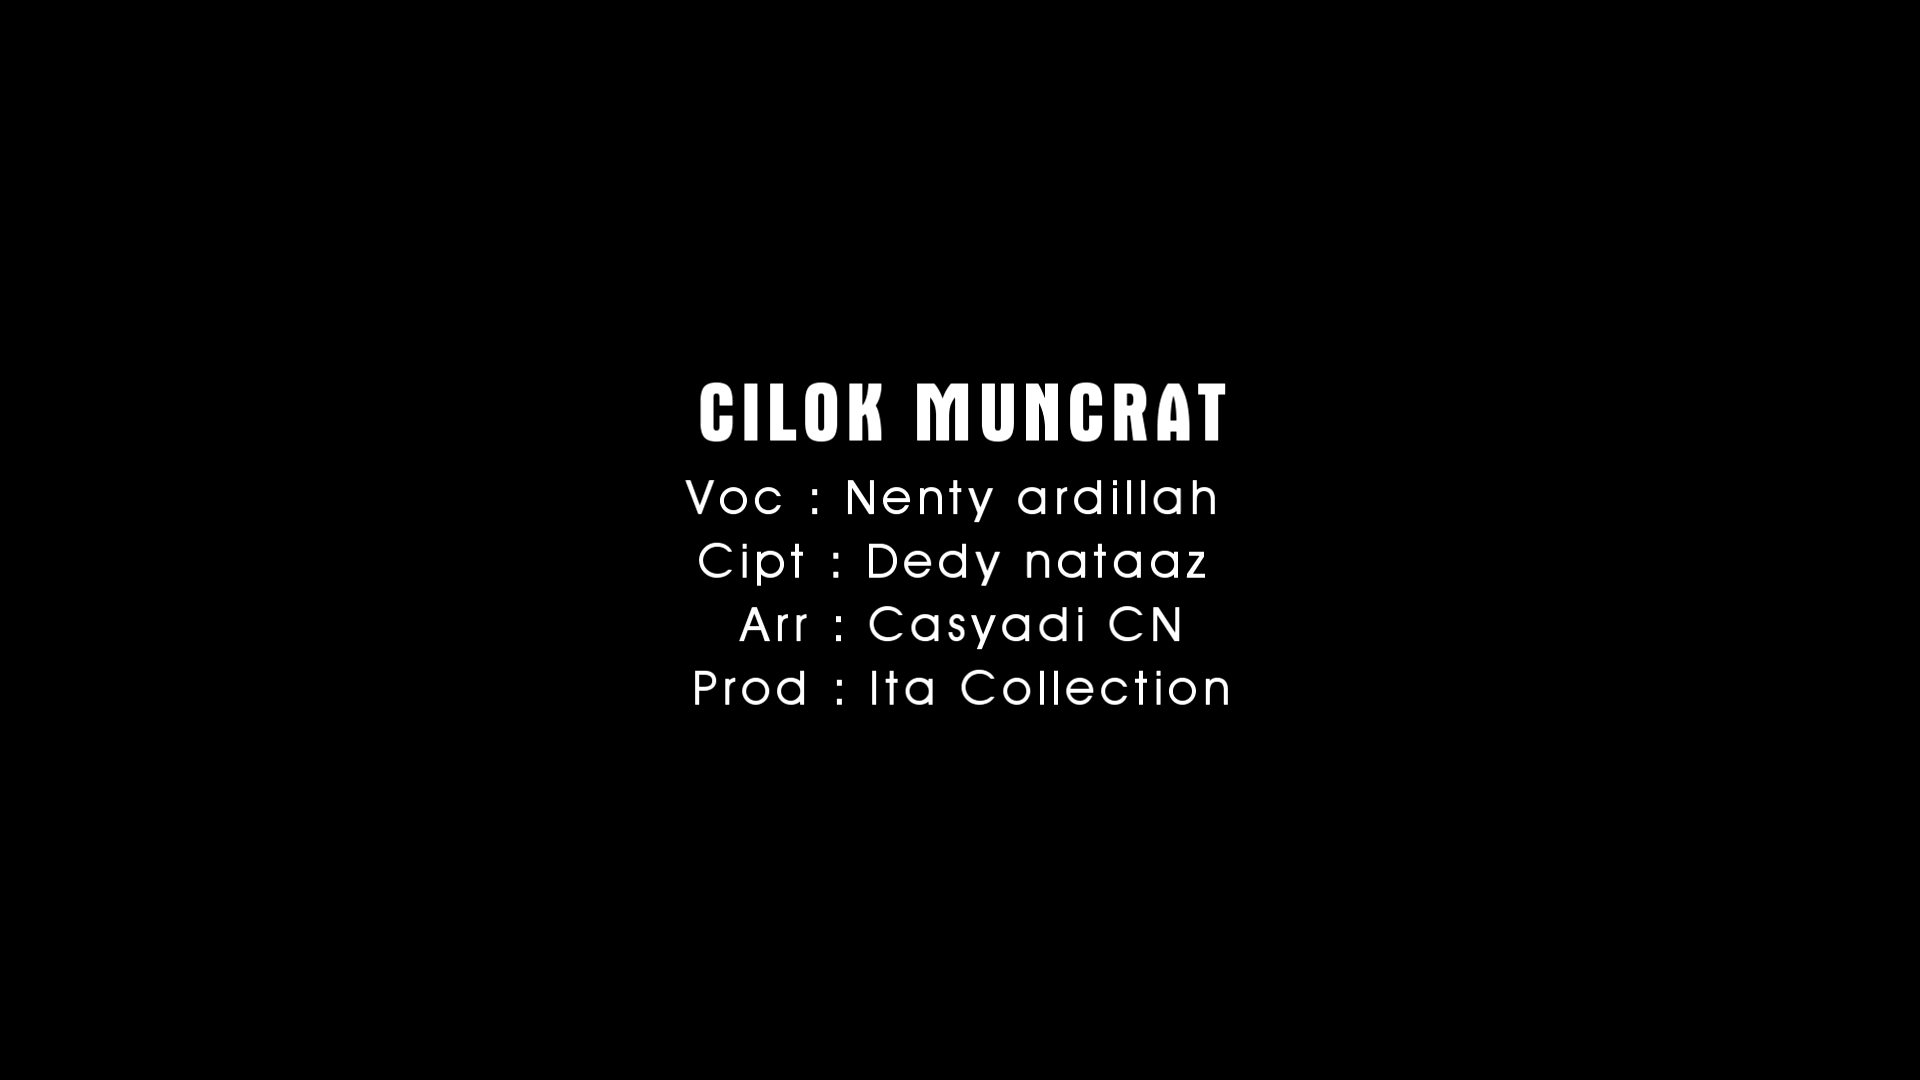 CILOK MUNCRAT
Voc : Nenty ardillah
Cipt : Dedy nataaz
Arr : Casyadi CN
Prod : Ita Collection